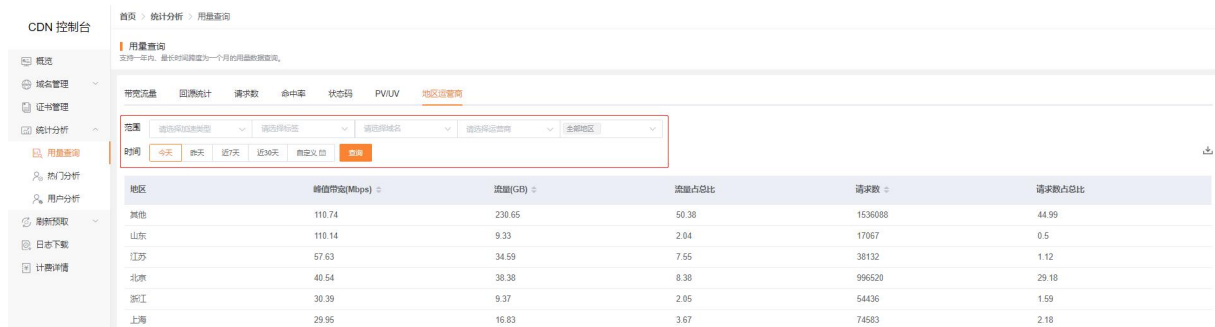 CDN 控制台
首页 > 统计分析 > 用量查询
用量查询
支持一年内、最长时间跨度为一个月的用量数据查询。
概览
域名管理
证书管理
统计分析
用量查询
热门分析
用户分析
刷新预取
日志下载
计费详情
带宽流量 回源统计 请求数 命中率 状态码 PV/UV 地区运营商
范围 请选择加速类型 请选择标签 请选择域名 请选择运营商 全部地区
时间 今天 昨天 近7天 近30天 自定义 查询
地区 峰值带宽(Mbps) 流量(GB) 流量占总比 请求数 请求数占总比
其他 110.74 230.65 50.38 1536088 44.99
山东 110.14 9.33 2.04 17067 0.5
江苏 57.63 34.59 7.55 38132 1.12
北京 40.54 38.38 8.38 996520 29.18
浙江 30.39 9.37 2.05 54436 1.59
上海 29.95 16.83 3.67 74583 2.18